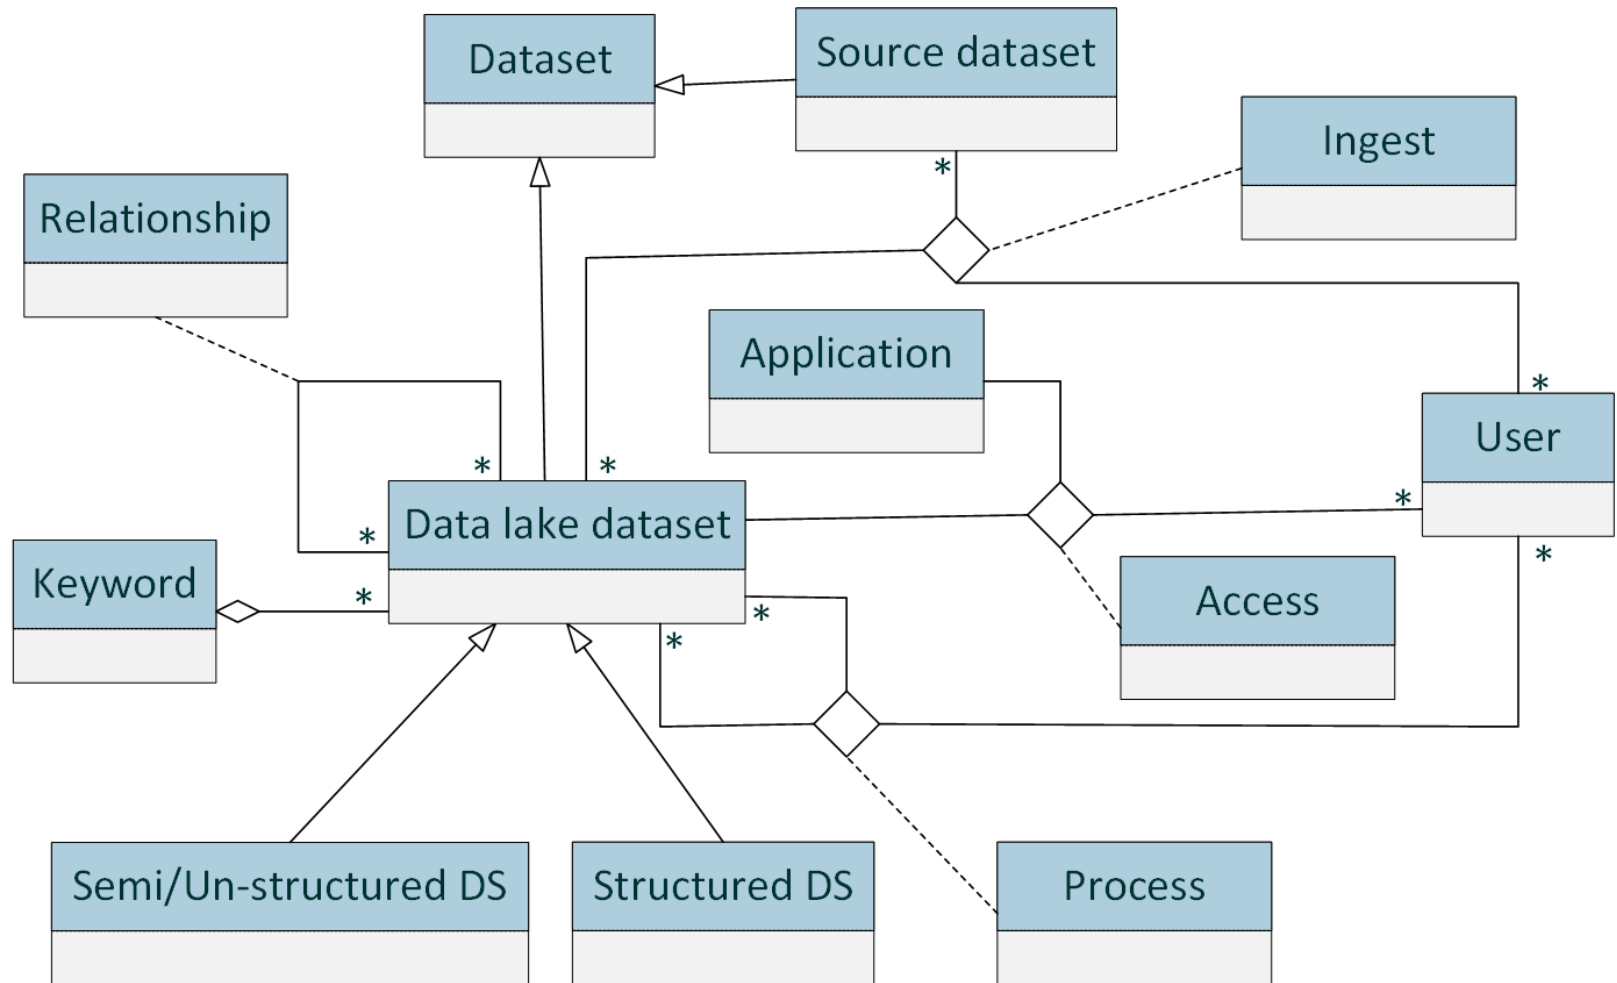 Dataset
Source dataset
Ingest
*
Relationship
Application
*
User
*
*
*
Data lake dataset
*
*
Keyword
*
*
*
*
Access
Semi/Un-structured DS
Structured DS
Process